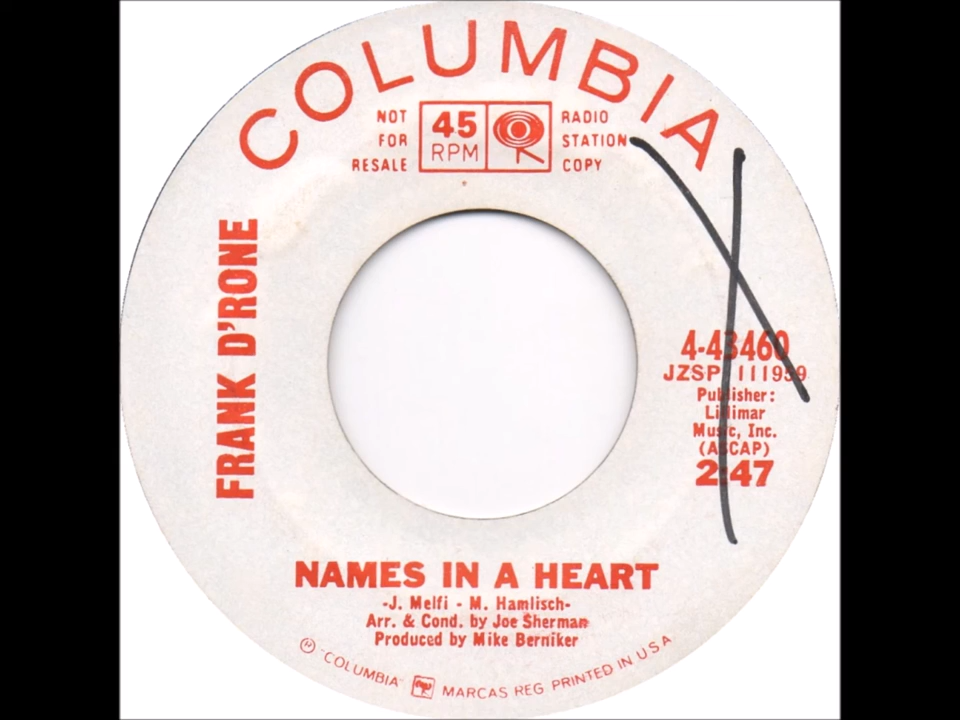 COLUMBIA
NOT
FOR
RESALE
45
RPM
RADIO
STATION
COPY
FRANK D'RONE
4-43460
JZSP 111959
Publisher:
Music, Inc.
(ASCAP)
2:47
NAMES IN A HEART
-J. Melfi - M. Hamlisch-
Arr. & Cond. by Joe Sherman
Produced by Mike Berniker
Ⓟ "COLUMBIA" MARCAS REG. PRINTED IN U S A